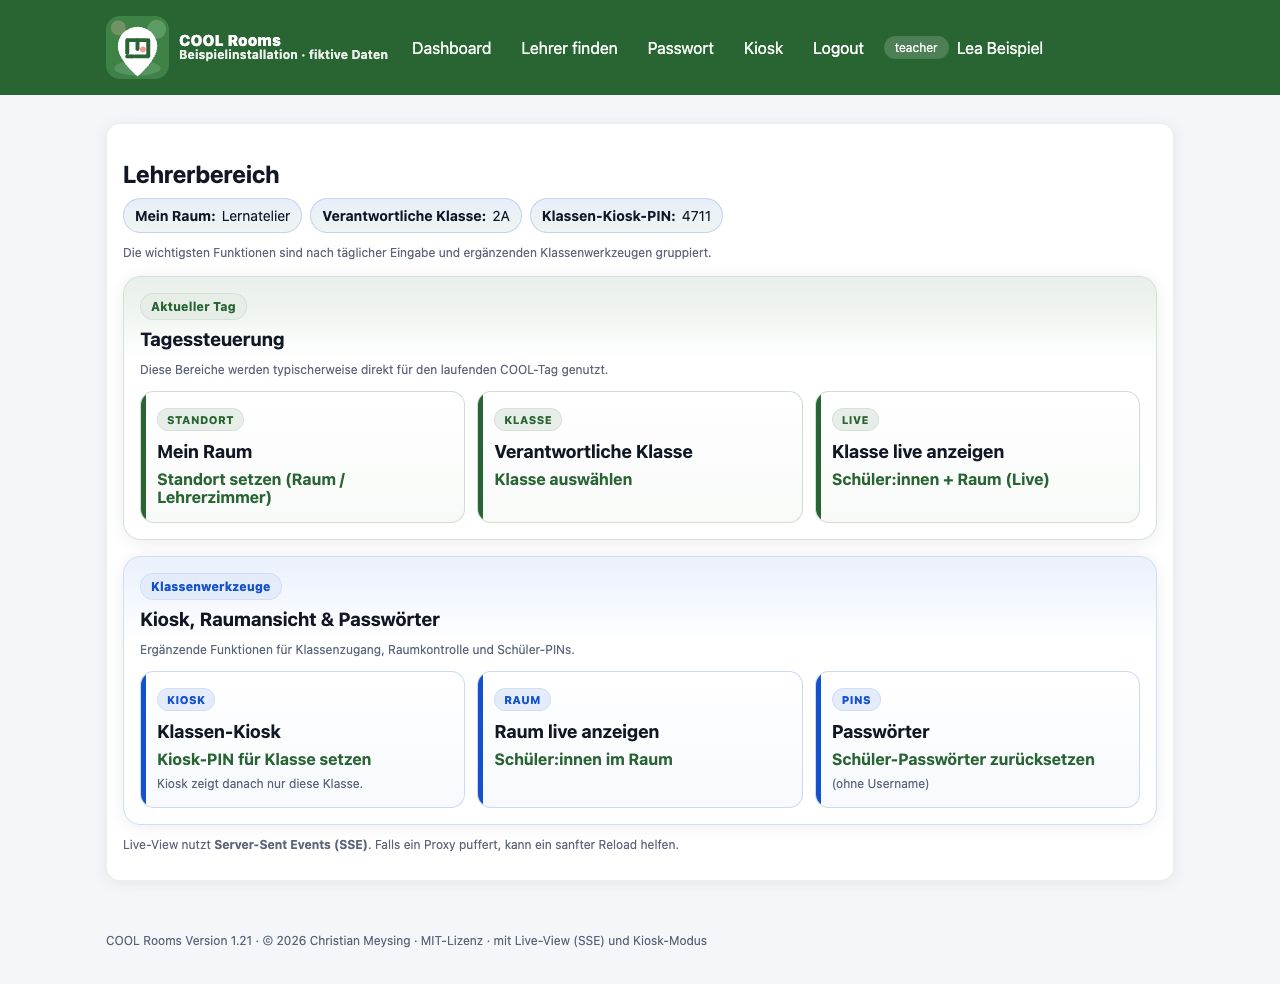 COOL Rooms
Beispielinstallation · fiktive Daten
Dashboard
Lehrer finden
Passwort
Kiosk
Logout
teacher
Lea Beispiel
Lehrerbereich
Mein Raum: Lernatelier
Verantwortliche Klasse: 2A
Klassen-Kiosk-PIN: 4711
Die wichtigsten Funktionen sind nach täglicher Eingabe und ergänzenden Klassenwerkzeugen gruppiert.
Aktueller Tag
Tagessteuerung
Diese Bereiche werden typischerweise direkt für den laufenden COOL-Tag genutzt.
STANDORT
Mein Raum
Standort setzen (Raum /
Lehrerzimmer)
KLASSE
Verantwortliche Klasse
Klasse auswählen
LIVE
Klasse live anzeigen
Schüler:innen + Raum (Live)
Klassenwerkzeuge
Kiosk, Raumansicht & Passwörter
Ergänzende Funktionen für Klassenzugang, Raumkontrolle und Schüler-PINs.
KIOSK
Klassen-Kiosk
Kiosk-PIN für Klasse setzen
Kiosk zeigt danach nur diese Klasse.
RAUM
Raum live anzeigen
Schüler:innen im Raum
PINS
Passwörter
Schüler-Passwörter zurücksetzen
(ohne Username)
Live-View nutzt Server-Sent Events (SSE). Falls ein Proxy puffert, kann ein sanfter Reload helfen.
COOL Rooms Version 1.21 · © 2026 Christian Meysing · MIT-Lizenz · mit Live-View (SSE) und Kiosk-Modus